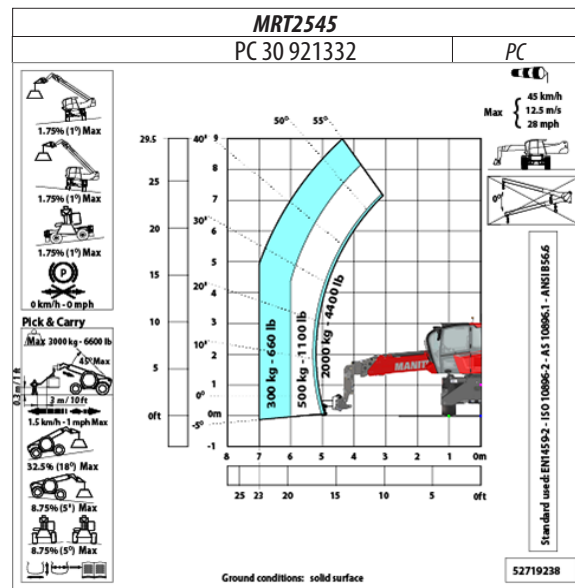 MRT2545
PC 30 921332
PC
1.75% (1°) Max
1.75% (1°) Max
1.75% (1°) Max
P
0 km/h - 0 mph
Pick & Carry
Max 3000 kg - 6600 lb
45° Max
0.3 m / 1 ft
3 m / 10 ft
1.5 km/h - 1 mph Max
32.5% (18°) Max
8.75% (5°) Max
8.75% (5°) Max
29.5
25
20
15
10
5
0ft
9
8
7
6
5
4
3
2
1
0m
-1
55°
50°
40°
30°
20°
10°
0°
-5°
300 kg - 660 lb
500 kg - 1100 lb
2000 kg - 4400 lb
MANIT
8 7 6 5 4 3 2 1 0m
25 23 20 15 10 5 0ft
Ground conditions: solid surface
Max
45 km/h
12.5 m/s
28 mph
0°
Standard used: EN1459-2 - ISO 10896-2 - AS 10896.1 - ANSI B56.6
52719238